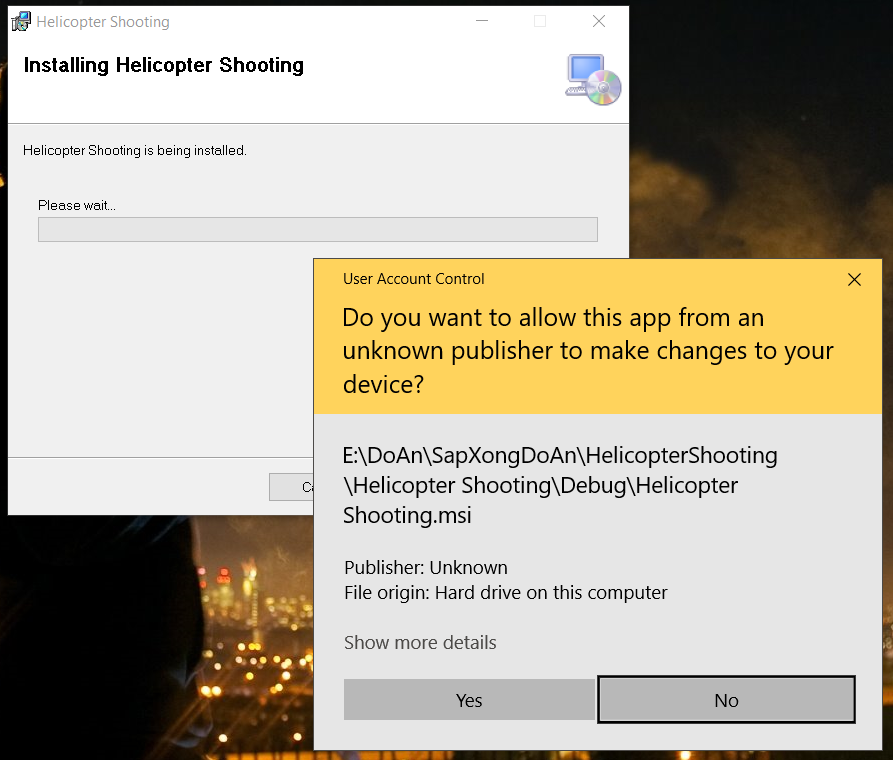 Helicopter Shooting
Installing Helicopter Shooting
Helicopter Shooting is being installed.
Please wait...
User Account Control
Do you want to allow this app from an
unknown publisher to make changes to your
device?
E:\DoAn\SapXongDoAn\HelicopterShooting
\Helicopter Shooting\Debug\Helicopter
Shooting.msi
Publisher: Unknown
File origin: Hard drive on this computer
Show more details
Yes
No